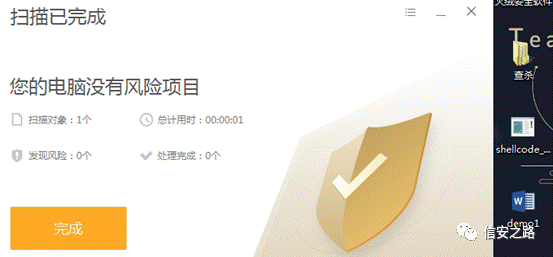 扫描已完成
您的电脑没有风险项目
扫描对象：1个
总计用时：00:00:01
发现风险：0个
处理完成：0个
完成
火绒安全软件
Tea
查杀
shellcode_...
demo1
信安之路